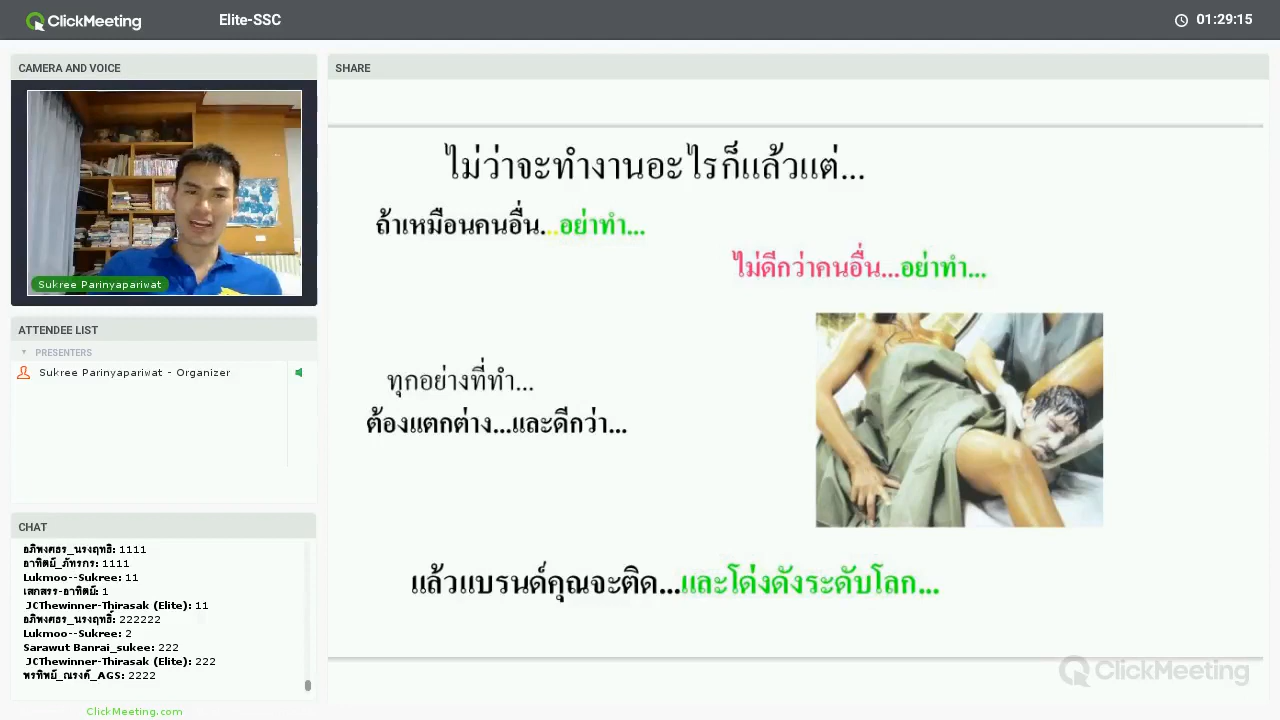 ClickMeeting
Elite-SSC
01:29:15
CAMERA AND VOICE
Sukree Parinyapariwat
ATTENDEE LIST
PRESENTERS
Sukree Parinyapariwat - Organizer
CHAT
อภิพงศธร_นรงฤทธิ์: 1111
อาทิตย์_ภัทรกร: 1111
Lukmoo--Sukree: 11
เสกสรร-อาทิตย์: 1
JCThewinner-Thirasak (Elite): 11
อภิพงศธร_นรงฤทธิ์: 222222
Lukmoo--Sukree: 2
Sarawut Banrai_sukee: 222
JCThewinner-Thirasak (Elite): 222
พรทิพย์_ณรงค์_AGS: 2222
ClickMeeting.com
SHARE
ไม่ว่าจะทำงานอะไรก็แล้วแต่...
ถ้าเหมือนคนอื่น...อย่าทำ...
ไม่ดีกว่าคนอื่น...อย่าทำ...
ทุกอย่างที่ทำ...
ต้องแตกต่าง...และดีกว่า...
แล้วแบรนด์คุณจะติด...และโด่งดังระดับโลก...
ClickMeeting